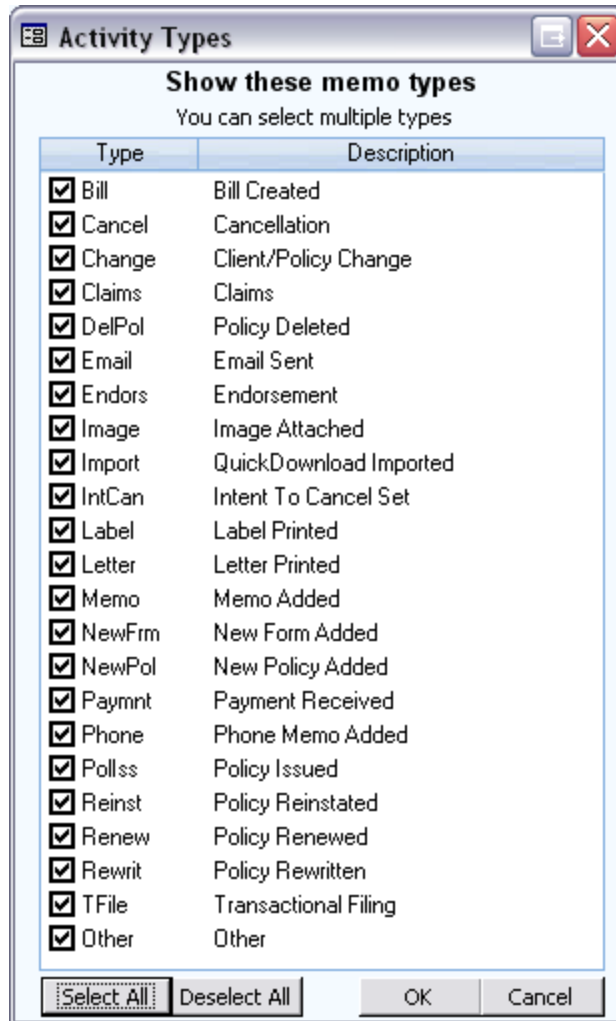 Activity Types
Show these memo types
You can select multiple types
Type Description
Bill Bill Created
Cancel Cancellation
Change Client/Policy Change
Claims Claims
DelPol Policy Deleted
Email Email Sent
Endors Endorsement
Image Image Attached
Import QuickDownload Imported
IntCan Intent To Cancel Set
Label Label Printed
Letter Letter Printed
Memo Memo Added
NewFrm New Form Added
NewPol New Policy Added
Paymnt Payment Received
Phone Phone Memo Added
PolIss Policy Issued
Reinst Policy Reinstated
Renew Policy Renewed
Rewrit Policy Rewritten
TFile Transactional Filing
Other Other
Select All Deselect All OK Cancel